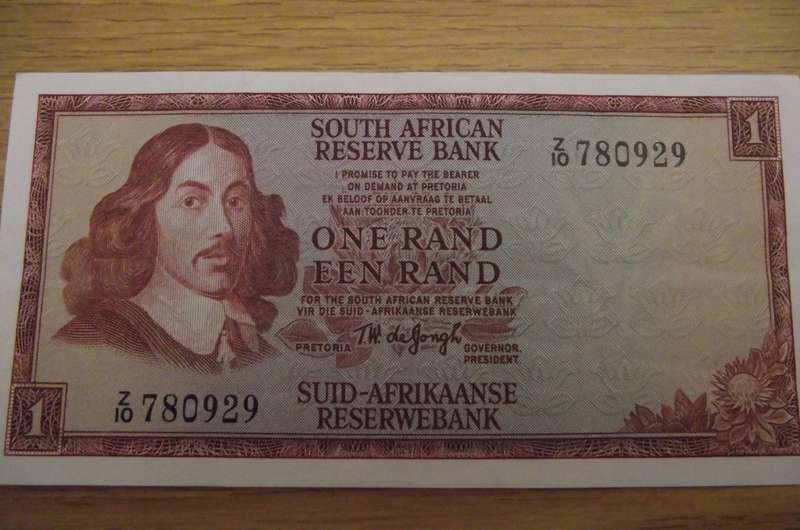 1
SOUTH AFRICAN
RESERVE BANK
Z/10 780929
I PROMISE TO PAY THE BEARER
ON DEMAND AT PRETORIA
EK BELOOF OP AANVRAAG TE BETAAL
AAN TOONDER TE PRETORIA
ONE RAND
EEN RAND
FOR THE SOUTH AFRICAN RESERVE BANK
VIR DIE SUID-AFRIKAANSE RESERWEBANK
PRETORIA T.W. de Jongh GOVERNOR.
PRESIDENT.
Z/10 780929
SUID-AFRIKAANSE
RESERWEBANK
1